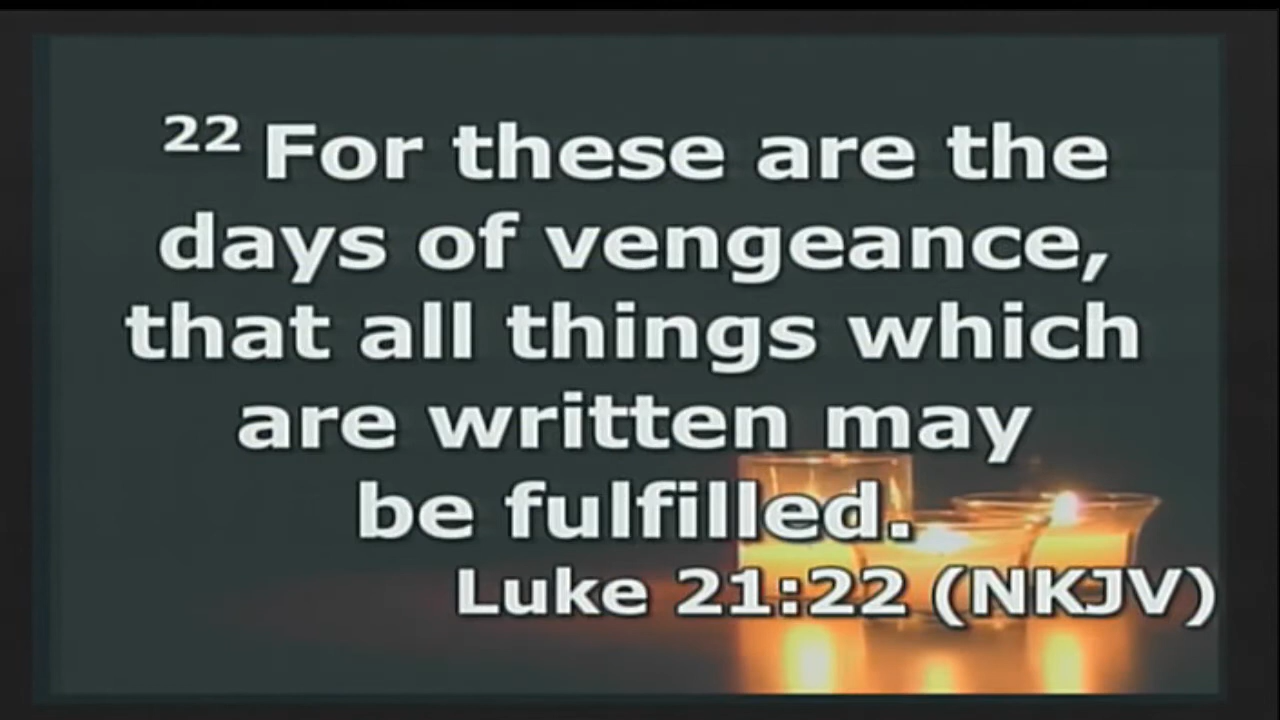 22 For these are the
days of vengeance,
that all things which
are written may
be fulfilled.
Luke 21:22 (NKJV)